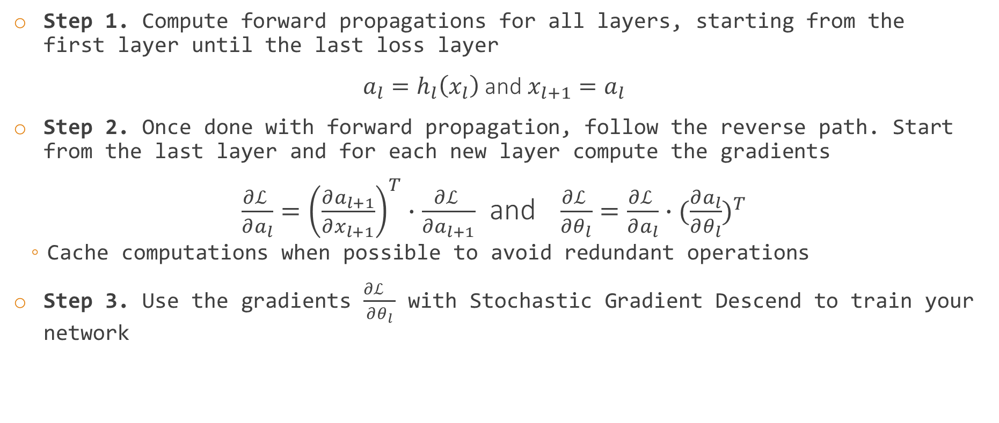 ○ Step 1. Compute forward propagations for all layers, starting from the
first layer until the last loss layer
$a_l = h_l(x_l)$ and $x_{l+1} = a_l$
○ Step 2. Once done with forward propagation, follow the reverse path. Start
from the last layer and for each new layer compute the gradients
$\frac{\partial \mathcal{L}}{\partial a_l} = \left(\frac{\partial a_{l+1}}{\partial x_{l+1}}\right)^T \cdot \frac{\partial \mathcal{L}}{\partial a_{l+1}}$ and $\frac{\partial \mathcal{L}}{\partial \theta_l} = \frac{\partial \mathcal{L}}{\partial a_l} \cdot (\frac{\partial a_l}{\partial \theta_l})^T$
◦ Cache computations when possible to avoid redundant operations
○ Step 3. Use the gradients $\frac{\partial \mathcal{L}}{\partial \theta_l}$ with Stochastic Gradient Descend to train your
network